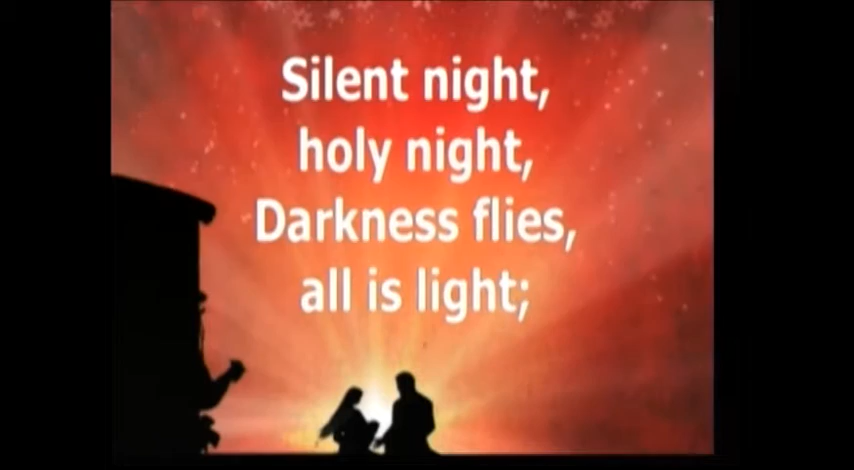 Silent night,
holy night,
Darkness flies,
all is light;